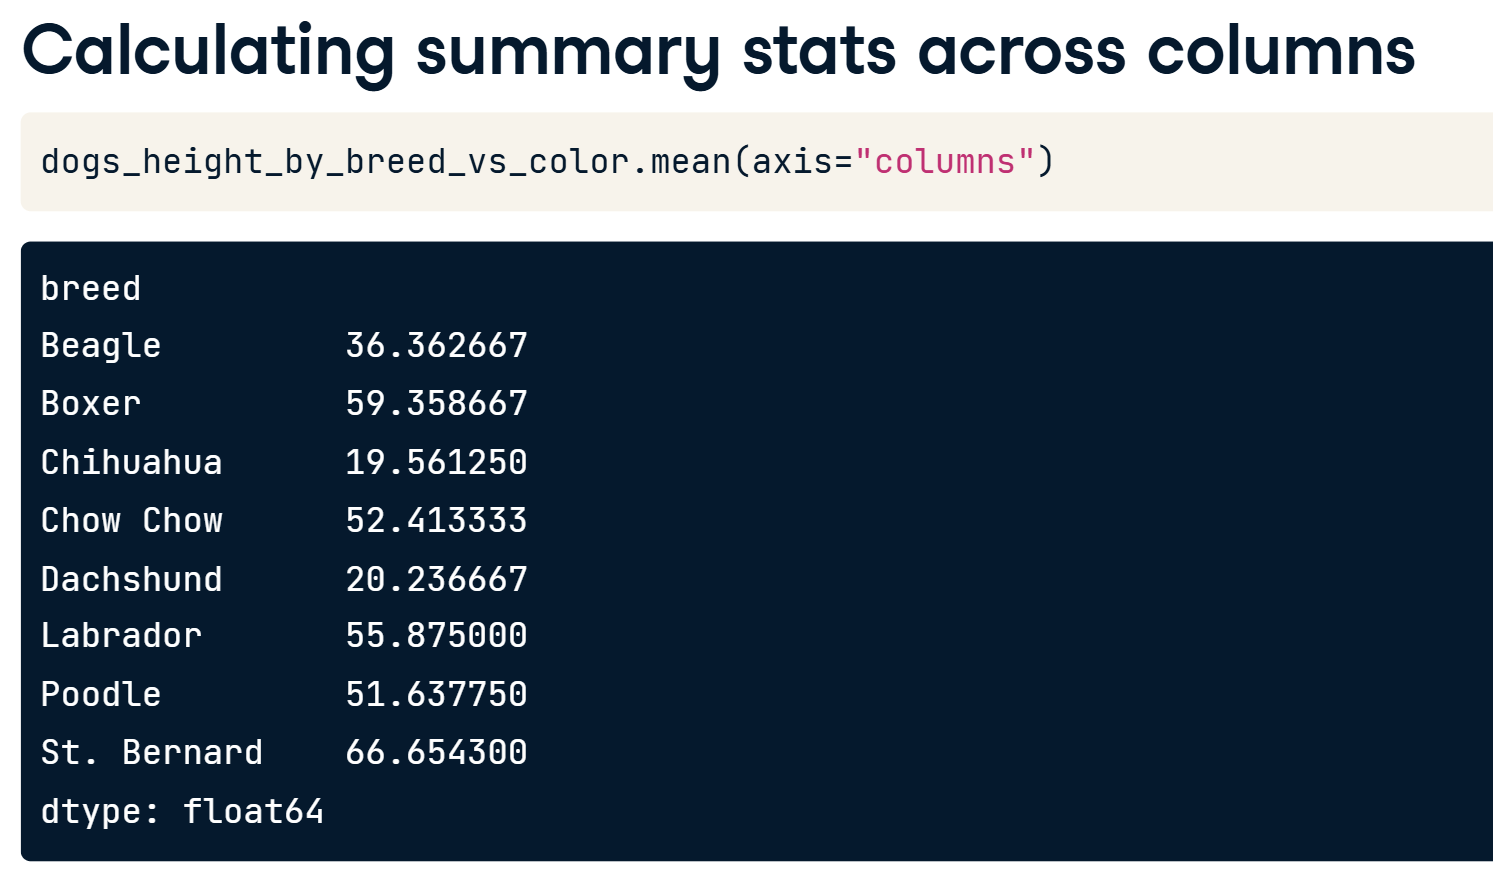 Calculating summary stats across columns
dogs_height_by_breed_vs_color.mean(axis="columns")
breed
Beagle         36.362667
Boxer          59.358667
Chihuahua      19.561250
Chow Chow      52.413333
Dachshund      20.236667
Labrador       55.875000
Poodle         51.637750
St. Bernard    66.654300
dtype: float64